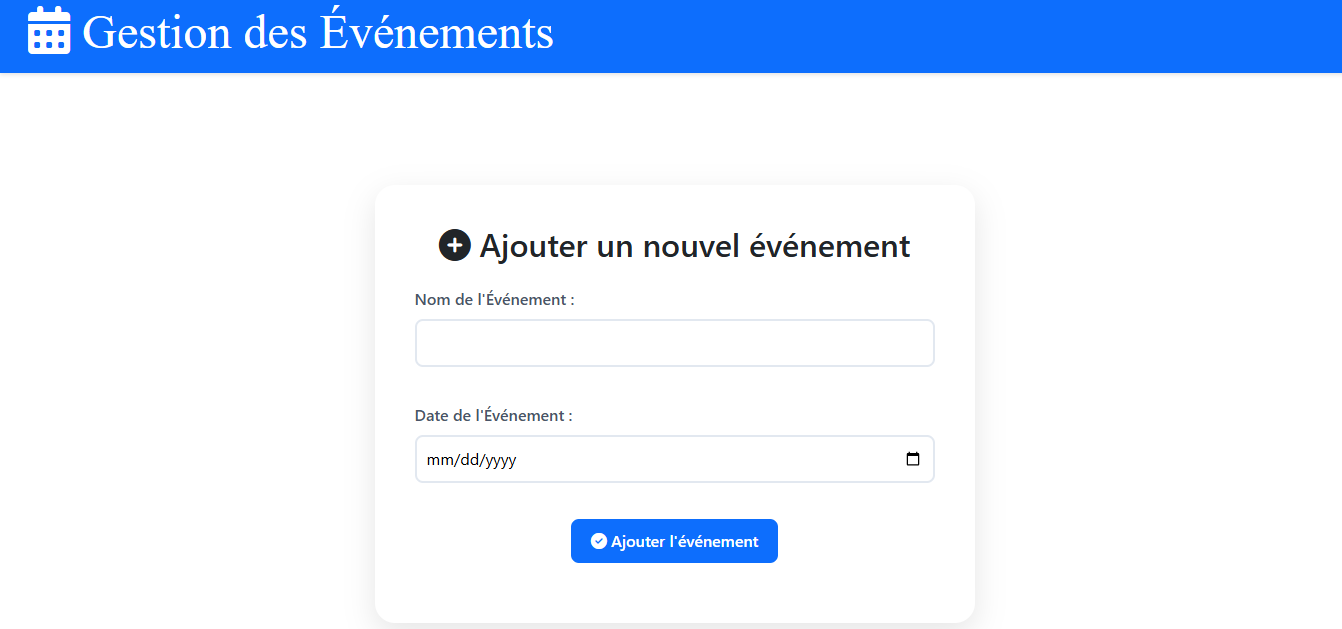 Gestion des Événements
Ajouter un nouvel événement
Nom de l'Événement :
Date de l'Événement :
mm/dd/yyyy
Ajouter l'événement